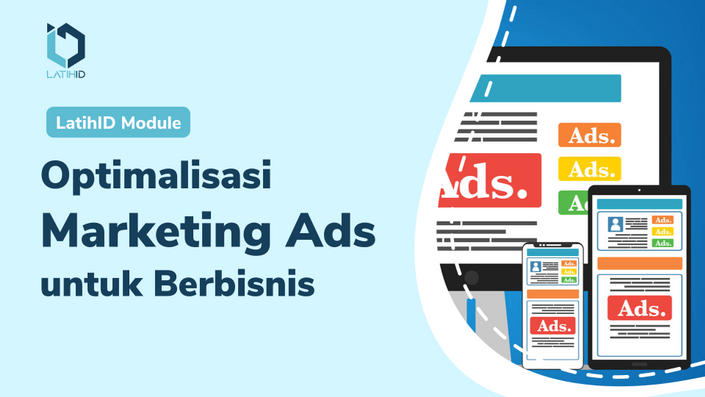 LATIHID
LatihID Module
Optimalisasi
Marketing Ads
untuk Berbisnis
Ads.
Ads.
Ads.
Ads.
Ads.
Ads.
Ads.
Ads.
Ads.
Ads.
Ads.
Ads.